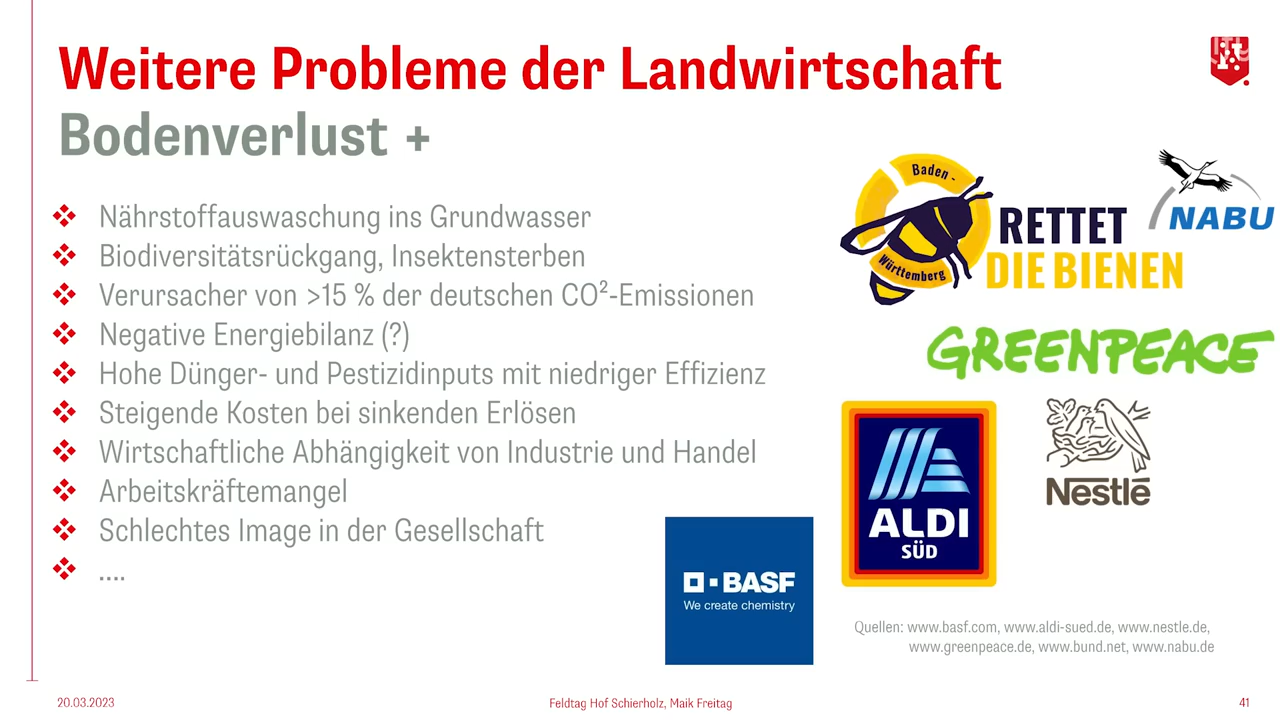 Weitere Probleme der Landwirtschaft
Bodenverlust +
❖ Nährstoffauswaschung ins Grundwasser
❖ Biodiversitätsrückgang, Insektensterben
❖ Verursacher von >15 % der deutschen CO²-Emissionen
❖ Negative Energiebilanz (?)
❖ Hohe Dünger- und Pestizidinputs mit niedriger Effizienz
❖ Steigende Kosten bei sinkenden Erlösen
❖ Wirtschaftliche Abhängigkeit von Industrie und Handel
❖ Arbeitskräftemangel
❖ Schlechtes Image in der Gesellschaft
❖ ....
Baden -
Württemberg
RETTET
DIE BIENEN
NABU
GREENPEACE
ALDI
SÜD
Nestlé
BASF
We create chemistry
Quellen: www.basf.com, www.aldi-sued.de, www.nestle.de,
www.greenpeace.de, www.bund.net, www.nabu.de
20.03.2023
Feldtag Hof Schierholz, Maik Freitag
41